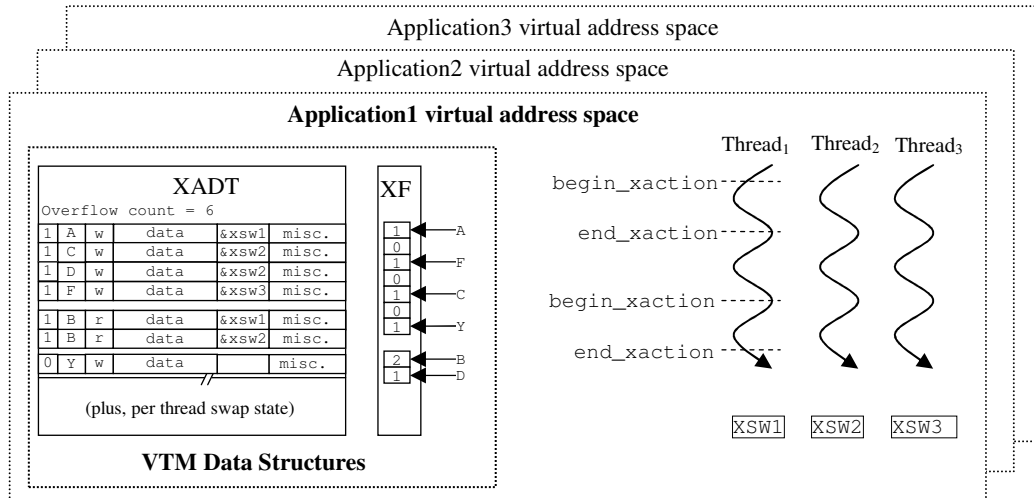 Application3 virtual address space
Application2 virtual address space
Application1 virtual address space
XADT
Overflow count = 6
1 A w data &xsw1 misc.
1 C w data &xsw2 misc.
1 D w data &xsw2 misc.
1 F w data &xsw3 misc.
1 B r data &xsw1 misc.
1 B r data &xsw2 misc.
0 Y w data misc.
//
(plus, per thread swap state)
XF
1 A
0
1 F
0
1 C
0
1 Y
2 B
1 D
VTM Data Structures
Thread1 Thread2 Thread3
begin_xaction
end_xaction
begin_xaction
end_xaction
XSW1 XSW2 XSW3